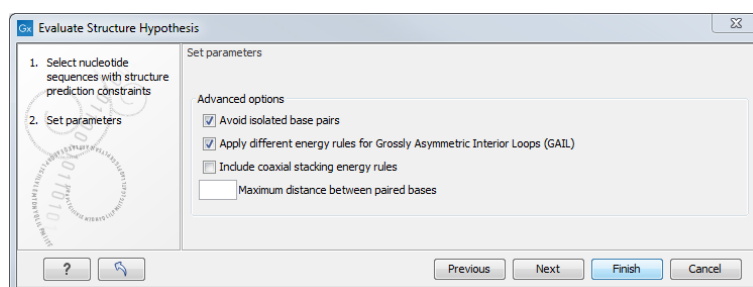 Gx Evaluate Structure Hypothesis
1. Select nucleotide
sequences with structure
prediction constraints
2. Set parameters
Set parameters
Advanced options
Avoid isolated base pairs
Apply different energy rules for Grossly Asymmetric Interior Loops (GAIL)
Include coaxial stacking energy rules
Maximum distance between paired bases
? Previous Next Finish Cancel